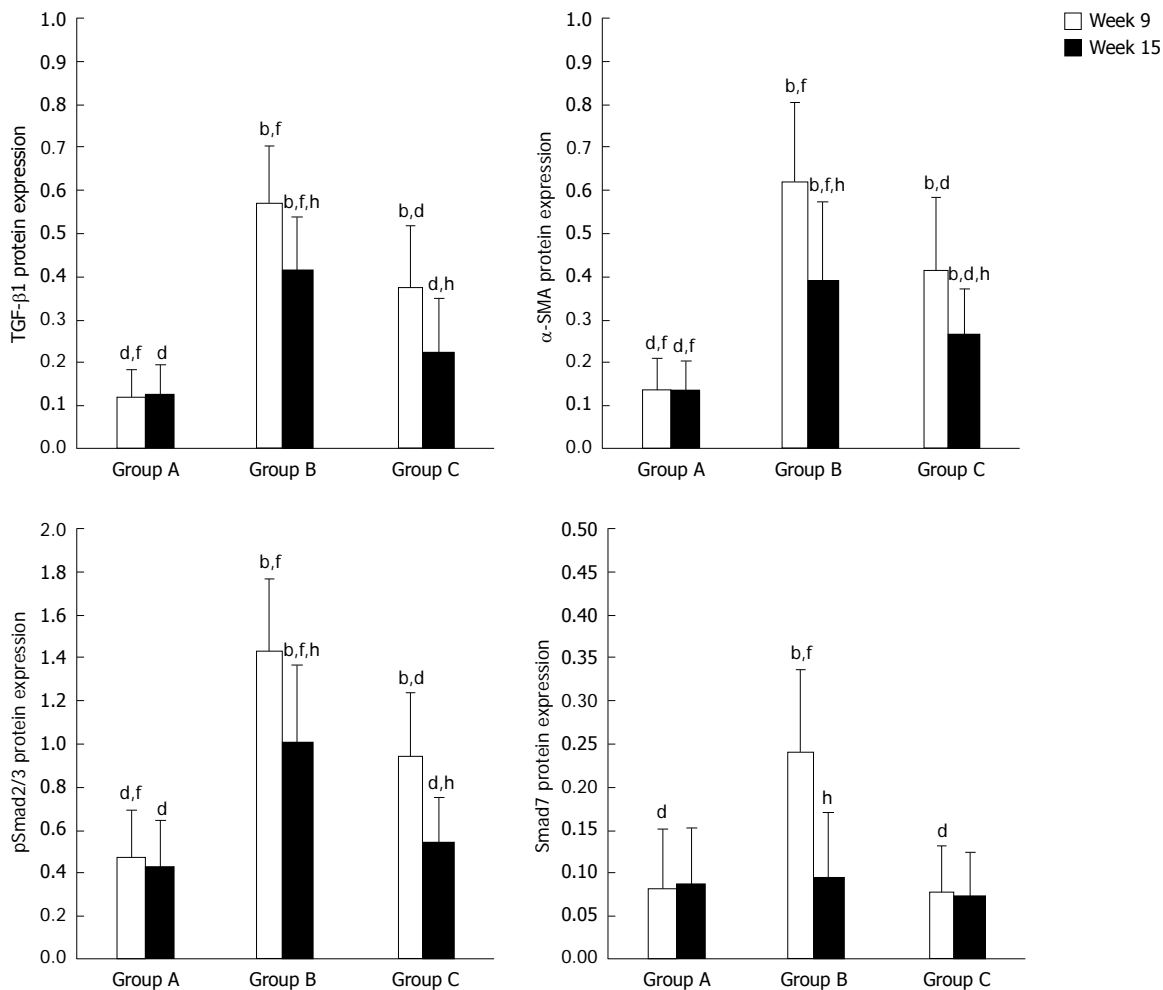 Week 9
Week 15
TGF-β1 protein expression
1.0
0.9
0.8
0.7
0.6
0.5
0.4
0.3
0.2
0.1
0.0
d,f
d
b,f
b,f,h
b,d
d,h
Group A
Group B
Group C
α-SMA protein expression
1.0
0.9
0.8
0.7
0.6
0.5
0.4
0.3
0.2
0.1
0.0
d,f
d,f
b,f
b,f,h
b,d
b,d,h
Group A
Group B
Group C
pSmad2/3 protein expression
2.0
1.8
1.6
1.4
1.2
1.0
0.8
0.6
0.4
0.2
0.0
d,f
d
b,f
b,f,h
b,d
d,h
Group A
Group B
Group C
Smad7 protein expression
0.50
0.45
0.40
0.35
0.30
0.25
0.20
0.15
0.10
0.05
0.00
d
b,f
h
d
Group A
Group B
Group C